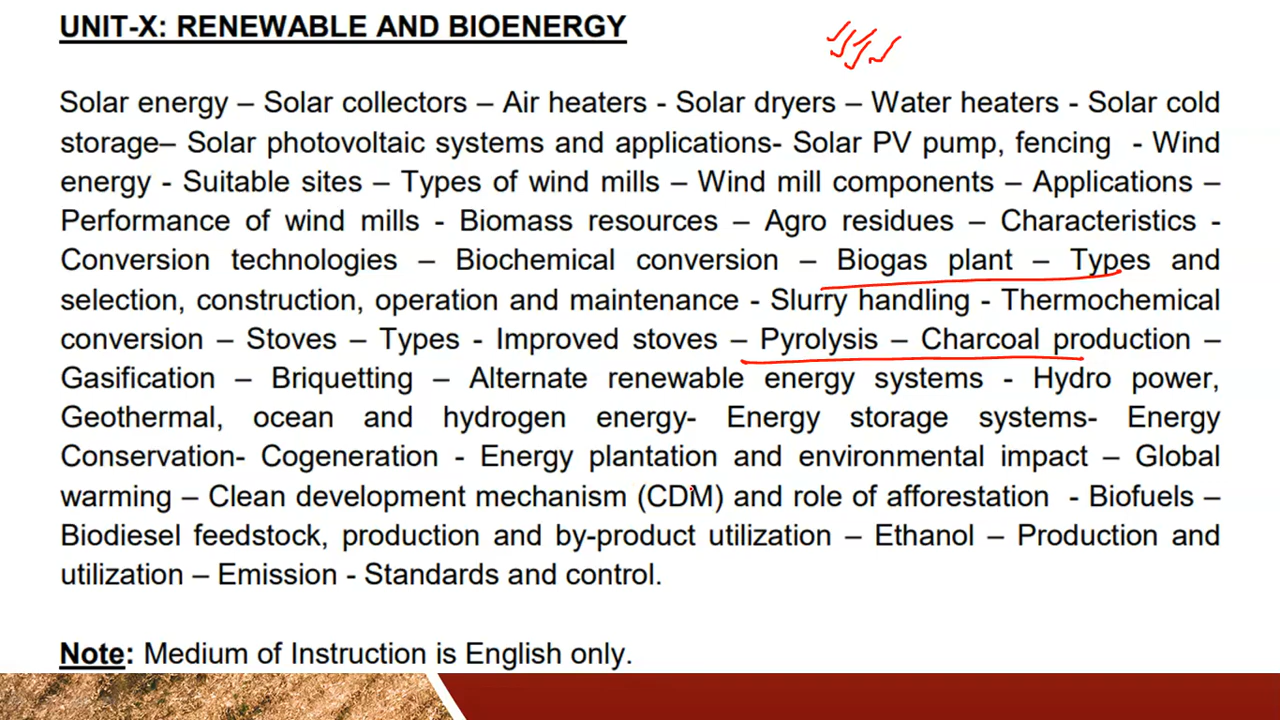 UNIT-X: RENEWABLE AND BIOENERGY
Solar energy – Solar collectors – Air heaters - Solar dryers – Water heaters - Solar cold
storage– Solar photovoltaic systems and applications- Solar PV pump, fencing - Wind
energy - Suitable sites – Types of wind mills – Wind mill components – Applications –
Performance of wind mills - Biomass resources – Agro residues – Characteristics -
Conversion technologies – Biochemical conversion – Biogas plant – Types and
selection, construction, operation and maintenance - Slurry handling - Thermochemical
conversion – Stoves – Types - Improved stoves – Pyrolysis – Charcoal production –
Gasification – Briquetting – Alternate renewable energy systems - Hydro power,
Geothermal, ocean and hydrogen energy- Energy storage systems- Energy
Conservation- Cogeneration - Energy plantation and environmental impact – Global
warming – Clean development mechanism (CDM) and role of afforestation - Biofuels –
Biodiesel feedstock, production and by-product utilization – Ethanol – Production and
utilization – Emission - Standards and control.
Note: Medium of Instruction is English only.